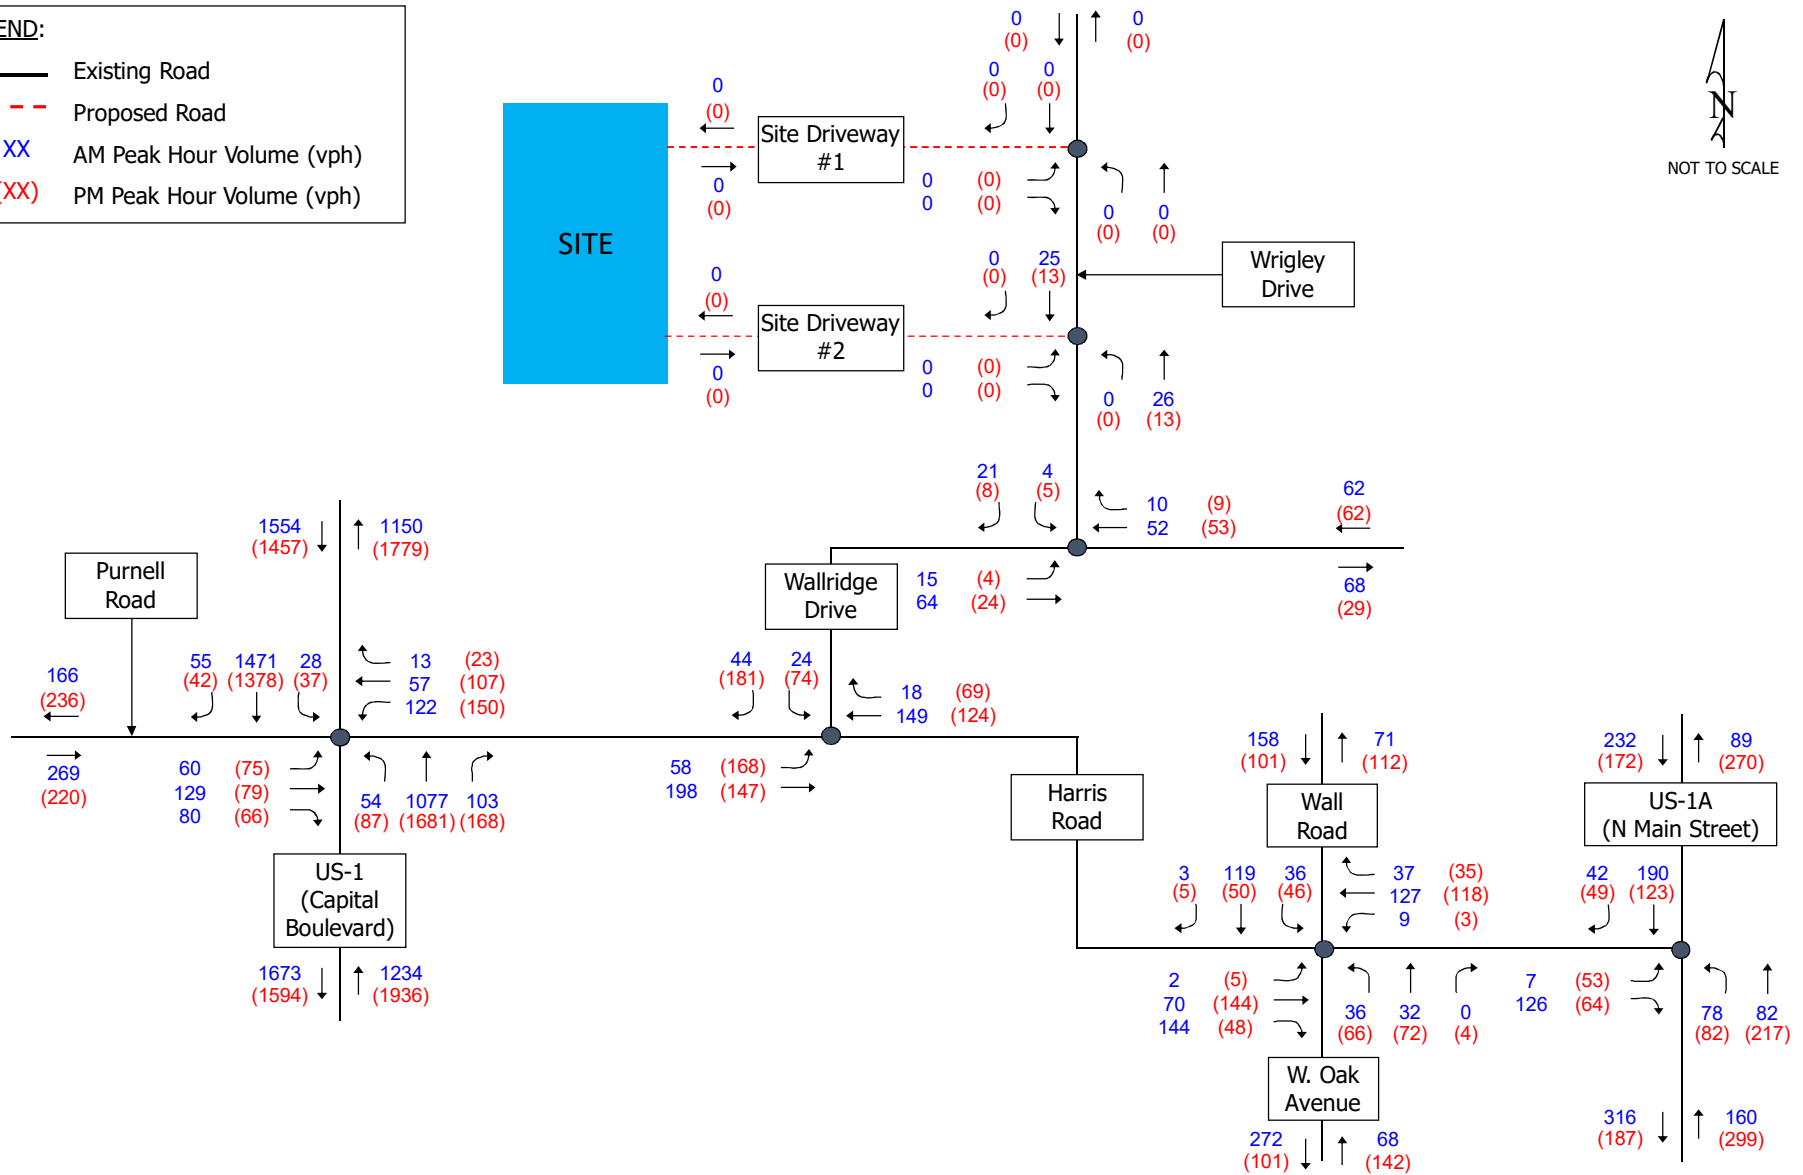 END:
Existing Road
Proposed Road
XX AM Peak Hour Volume (vph)
(XX) PM Peak Hour Volume (vph)
N
NOT TO SCALE
0 0
(0) (0)
0 0
(0) (0)
0
(0)
Site Driveway
#1
0
(0)
0 (0)
0 (0)
0 0
(0) (0)
SITE
Wrigley
Drive
0 25
(0) (13)
0
(0)
Site Driveway
#2
0
(0)
0 (0)
0 (0)
0 26
(0) (13)
21 4
(8) (5)
10 (9)
52 (53)
62
(62)
68
(29)
15 (4)
64 (24)
Wallridge
Drive
1554 1150
(1457) (1779)
Purnell
Road
166
(236)
55 1471 28
(42) (1378) (37)
13 (23)
57 (107)
122 (150)
269
(220)
60 (75)
129 (79)
80 (66)
54 1077 103
(87) (1681) (168)
US-1
(Capital
Boulevard)
1673 1234
(1594) (1936)
44 24
(181) (74)
18 (69)
149 (124)
58 (168)
198 (147)
Harris
Road
158 71
(101) (112)
Wall
Road
3 119 36
(5) (50) (46)
37 (35)
127 (118)
9 (3)
2 (5)
70 (144)
144 (48)
36 32 0
(66) (72) (4)
W. Oak
Avenue
272 68
(101) (142)
232 89
(172) (270)
US-1A
(N Main Street)
42 190
(49) (123)
7 (53)
126 (64)
78 82
(82) (217)
316 160
(187) (299)